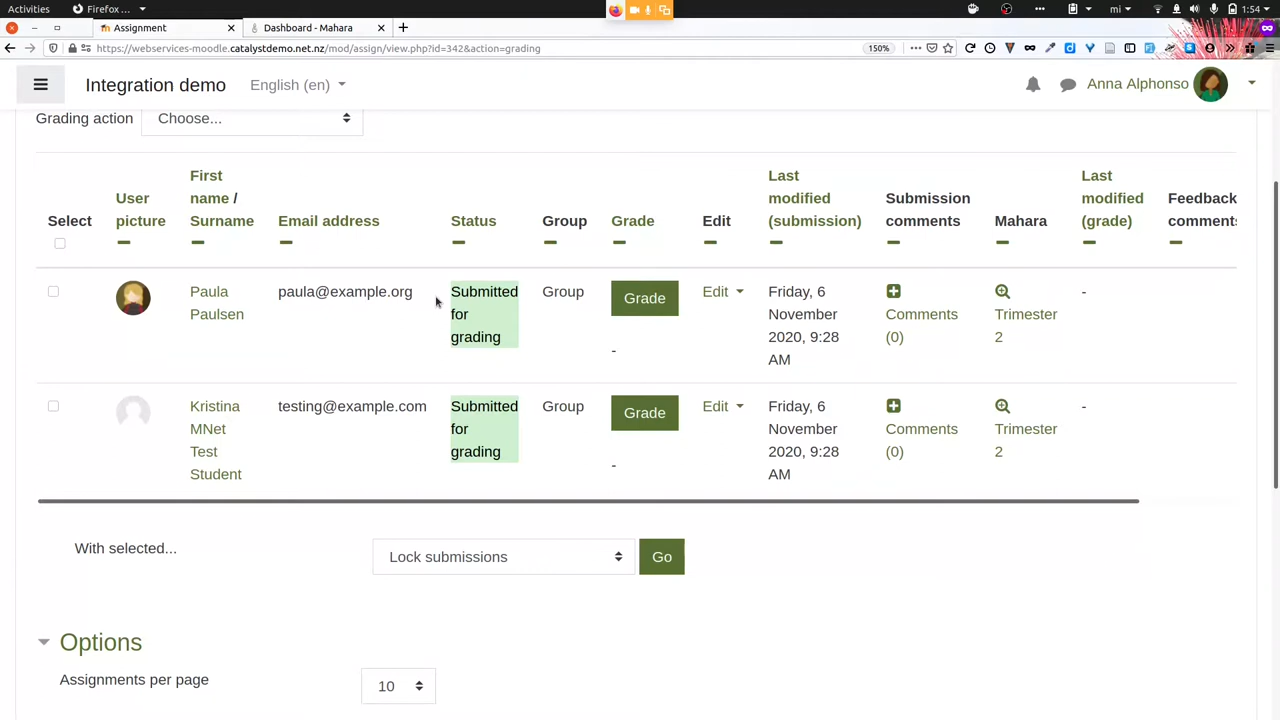 Activities
Firefox ...
mi
1:54
Assignment
Dashboard - Mahara
https://webservices-moodle.catalystdemo.net.nz/mod/assign/view.php?id=342&action=grading
150%
Integration demo
English (en)
Anna Alphonso
Grading action
Choose...
Select
User picture
First name / Surname
Email address
Status
Group
Grade
Edit
Last modified (submission)
Submission comments
Mahara
Last modified (grade)
Feedback comments
Paula Paulsen
paula@example.org
Submitted for grading
Group
Grade
-
Edit
Friday, 6 November 2020, 9:28 AM
Comments (0)
Trimester 2
-
Kristina MNet Test Student
testing@example.com
Submitted for grading
Group
Grade
-
Edit
Friday, 6 November 2020, 9:28 AM
Comments (0)
Trimester 2
-
With selected...
Lock submissions
Go
Options
Assignments per page
10